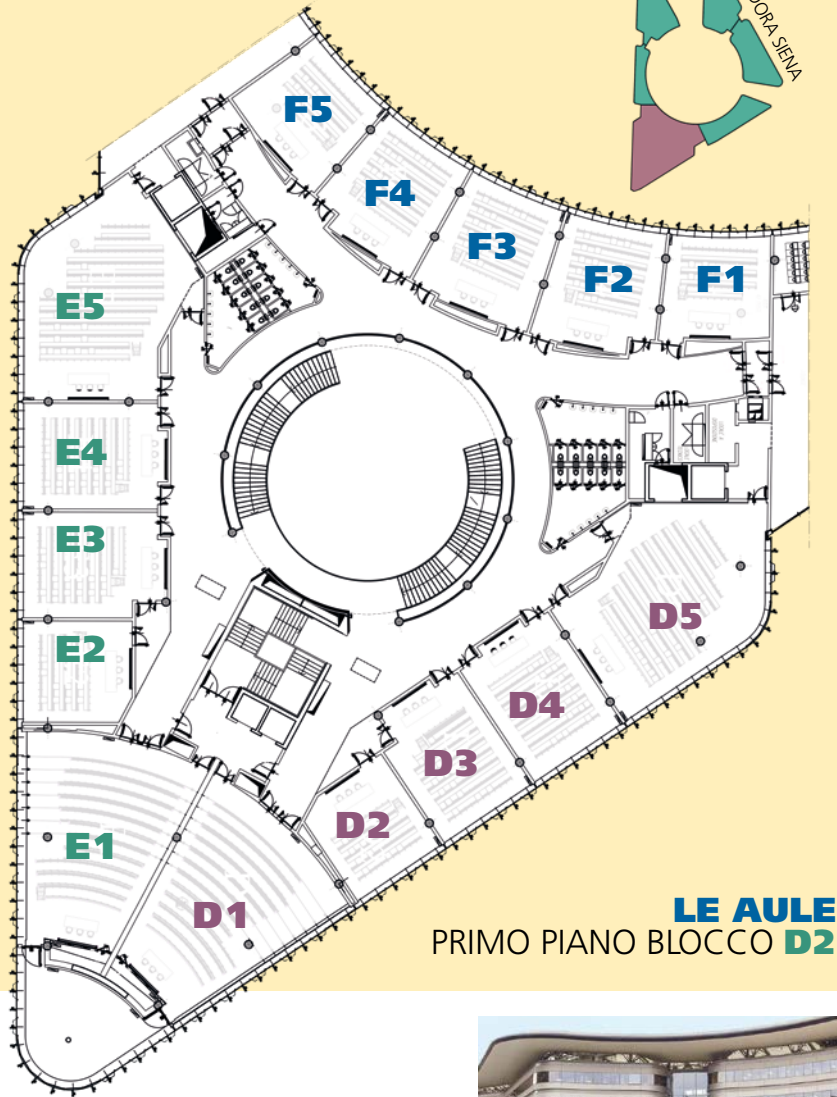 DORA SIENA
F5
F4
F3
F2
F1
E5
E4
E3
E2
E1
D5
D4
D3
D2
D1
LE AULE
PRIMO PIANO BLOCCO D2